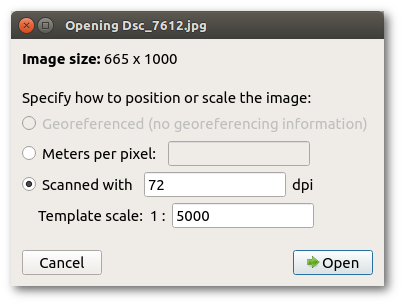 Opening Dsc_7612.jpg
Image size: 665 x 1000
Specify how to position or scale the image:
Georeferenced (no georeferencing information)
Meters per pixel:
Scanned with 72 dpi
Template scale: 1 : 5000
Cancel Open